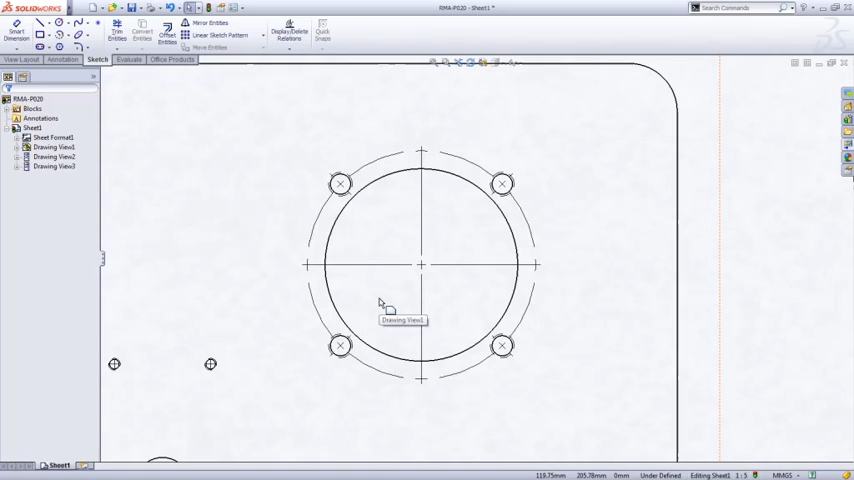 SOLIDWORKS
RMA-P020 - Sheet1 *
Search Commands
Smart Dimension
Trim Entities
Convert Entities
Offset Entities
Mirror Entities
Linear Sketch Pattern
Move Entities
Display/Delete Relations
Quick Snaps
View Layout
Annotation
Sketch
Evaluate
Office Products
RMA-P020
Blocks
Annotations
Sheet1
Sheet Format1
Drawing View1
Drawing View2
Drawing View3
Drawing View1
Sheet1
119.75mm 205.78mm 0mm Under Defined Editing Sheet1 1 : 5 MMGS